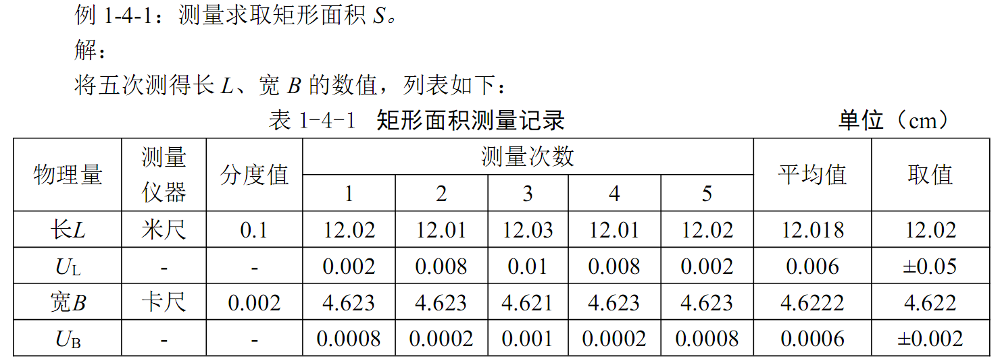 例 1-4-1：测量求取矩形面积 S。
解：
将五次测得长 L、宽 B 的数值，列表如下：
表 1-4-1 矩形面积测量记录 单位（cm）
物理量 测量仪器 分度值 测量次数 平均值 取值
1 2 3 4 5
长L 米尺 0.1 12.02 12.01 12.03 12.01 12.02 12.018 12.02
UL - - 0.002 0.008 0.01 0.008 0.002 0.006 ±0.05
宽B 卡尺 0.002 4.623 4.623 4.621 4.623 4.623 4.6222 4.622
UB - - 0.0008 0.0002 0.001 0.0002 0.0008 0.0006 ±0.002